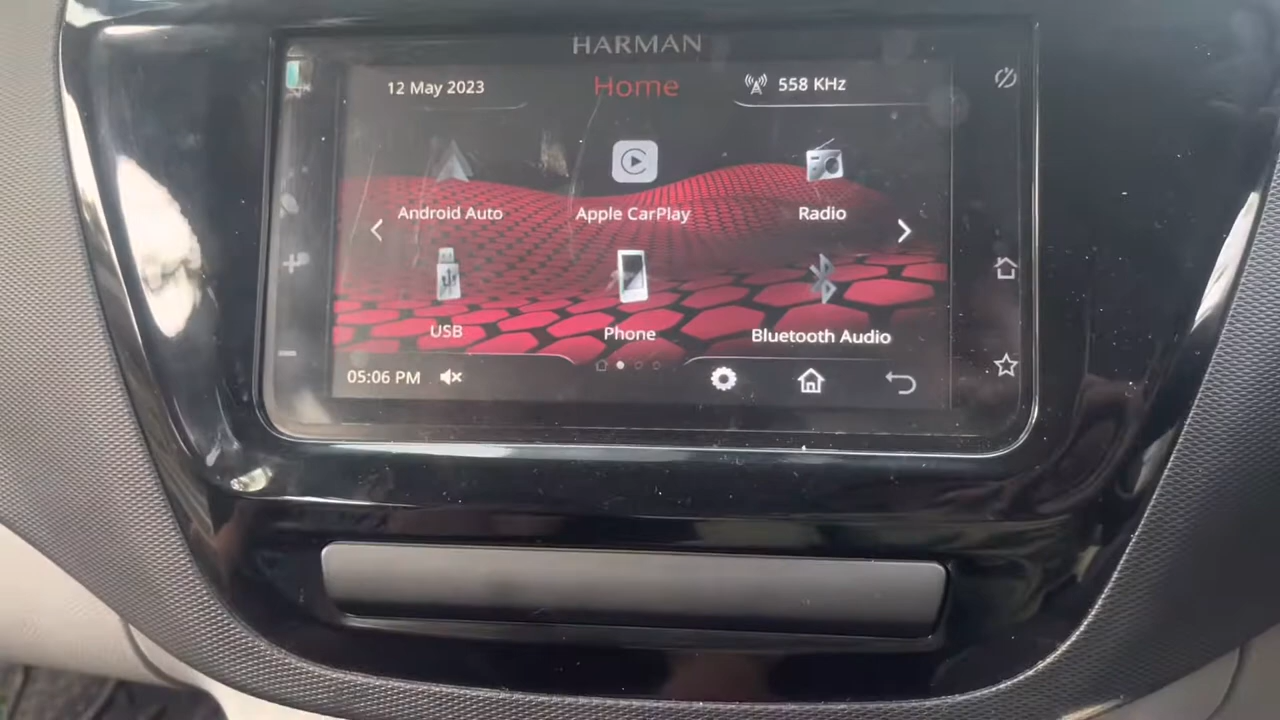 HARMAN
12 May 2023 Home 558 KHz
Android Auto Apple CarPlay Radio
USB Phone Bluetooth Audio
05:06 PM